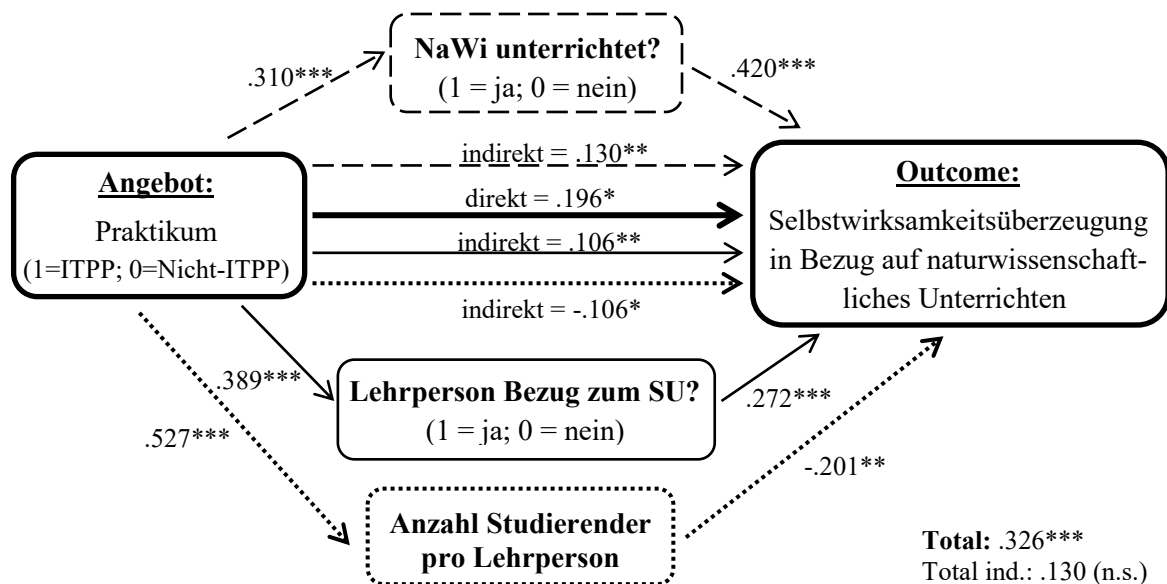 NaWi unterrichtet?
(1 = ja; 0 = nein)
.310***
.420***
Angebot:
Praktikum
(1=ITPP; 0=Nicht-ITPP)
indirekt = .130**
direkt = .196*
indirekt = .106**
indirekt = -.106*
Outcome:
Selbstwirksamkeitsüberzeugung
in Bezug auf naturwissenschaft-
liches Unterrichten
.389***
Lehrperson Bezug zum SU?
(1 = ja; 0 = nein)
.272***
.527***
-.201**
Anzahl Studierender
pro Lehrperson
Total: .326***
Total ind.: .130 (n.s.)